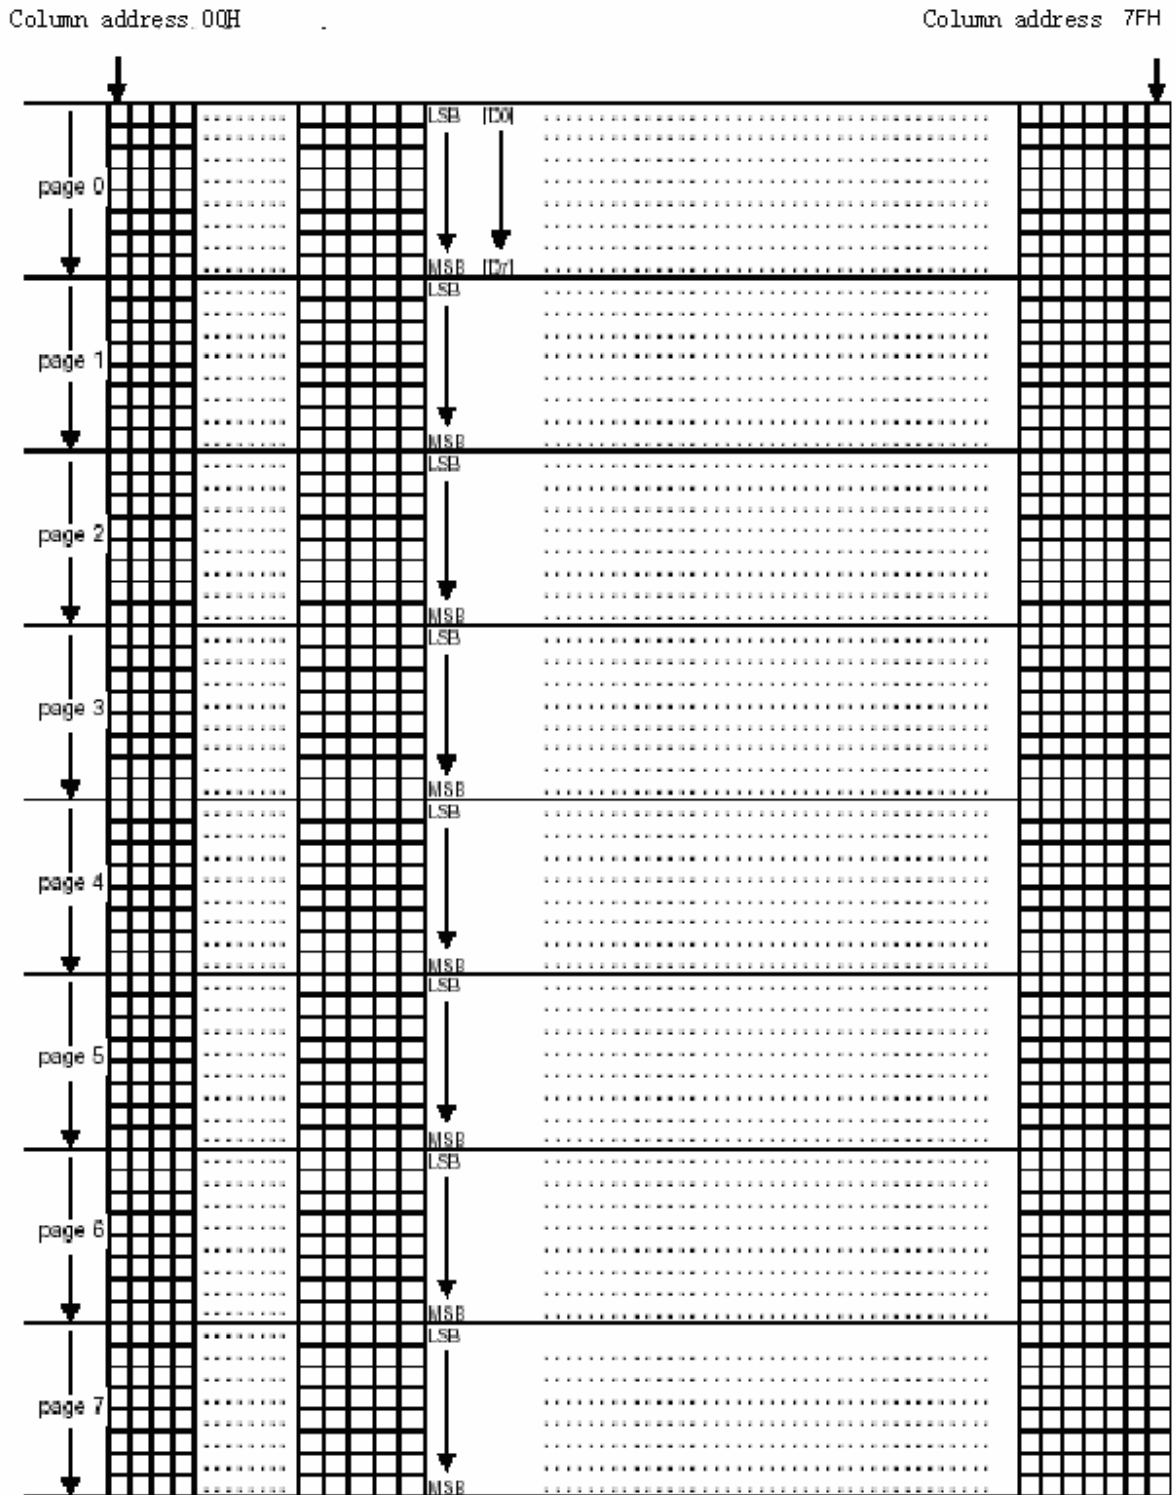 Column address 00H
Column address 7FH
LSB [D0]
page 0
MSB [D7]
LSB
page 1
MSB
LSB
page 2
MSB
LSB
page 3
MSB
LSB
page 4
MSB
LSB
page 5
MSB
LSB
page 6
MSB
LSB
page 7
MSB